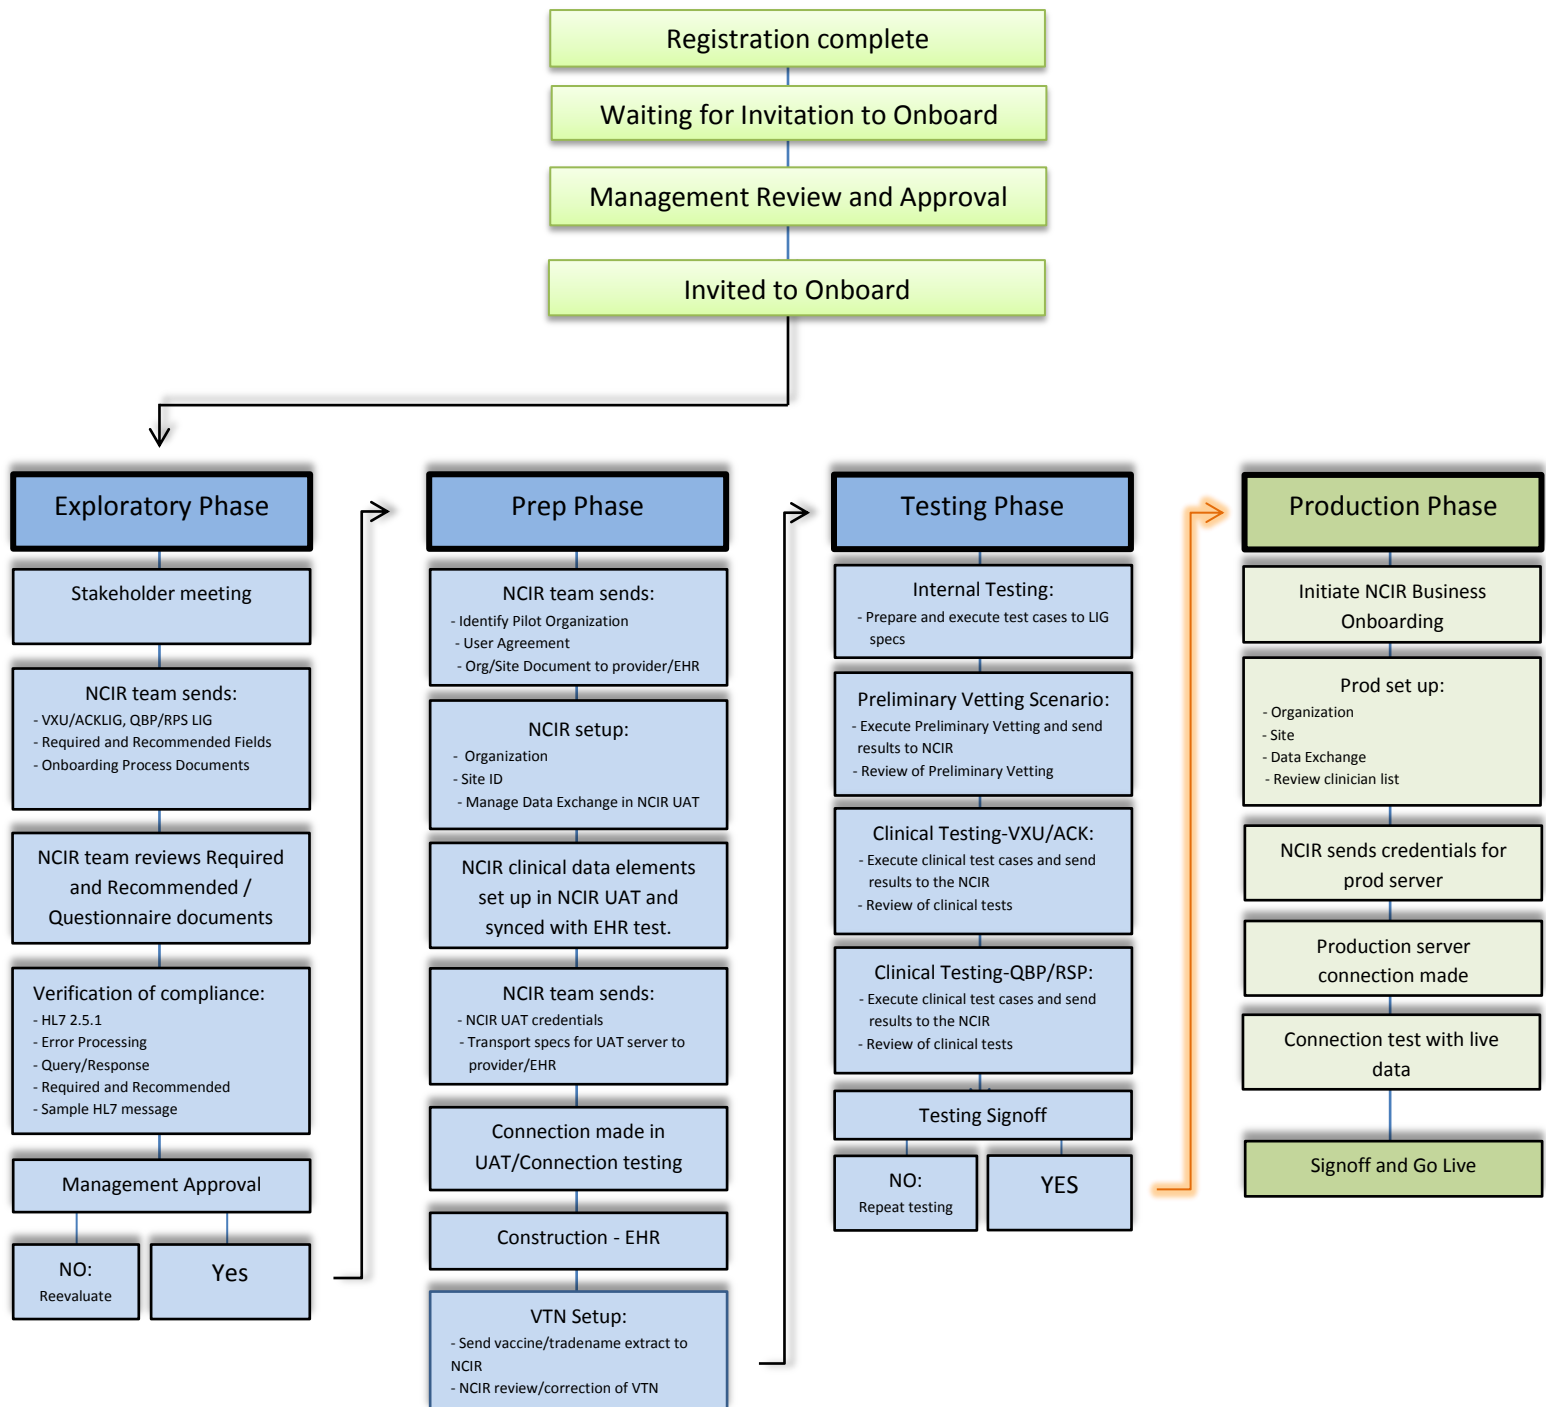 Registration complete
Waiting for Invitation to Onboard
Management Review and Approval
Invited to Onboard
Exploratory Phase
Stakeholder meeting
NCIR team sends:
- VXU/ACKLIG, QBP/RPS LIG
- Required and Recommended Fields
- Onboarding Process Documents
NCIR team reviews Required
and Recommended /
Questionnaire documents
Verification of compliance:
- HL7 2.5.1
- Error Processing
- Query/Response
- Required and Recommended
- Sample HL7 message
Management Approval
NO:
Reevaluate
Yes
Prep Phase
NCIR team sends:
- Identify Pilot Organization
- User Agreement
- Org/Site Document to provider/EHR
NCIR setup:
- Organization
- Site ID
- Manage Data Exchange in NCIR UAT
NCIR clinical data elements
set up in NCIR UAT and
synced with EHR test.
NCIR team sends:
- NCIR UAT credentials
- Transport specs for UAT server to
provider/EHR
Connection made in
UAT/Connection testing
Construction - EHR
VTN Setup:
- Send vaccine/tradename extract to
NCIR
- NCIR review/correction of VTN
Testing Phase
Internal Testing:
- Prepare and execute test cases to LIG
specs
Preliminary Vetting Scenario:
- Execute Preliminary Vetting and send
results to NCIR
- Review of Preliminary Vetting
Clinical Testing-VXU/ACK:
- Execute clinical test cases and send
results to the NCIR
- Review of clinical tests
Clinical Testing-QBP/RSP:
- Execute clinical test cases and send
results to the NCIR
- Review of clinical tests
Testing Signoff
NO:
Repeat testing
YES
Production Phase
Initiate NCIR Business
Onboarding
Prod set up:
- Organization
- Site
- Data Exchange
- Review clinician list
NCIR sends credentials for
prod server
Production server
connection made
Connection test with live
data
Signoff and Go Live